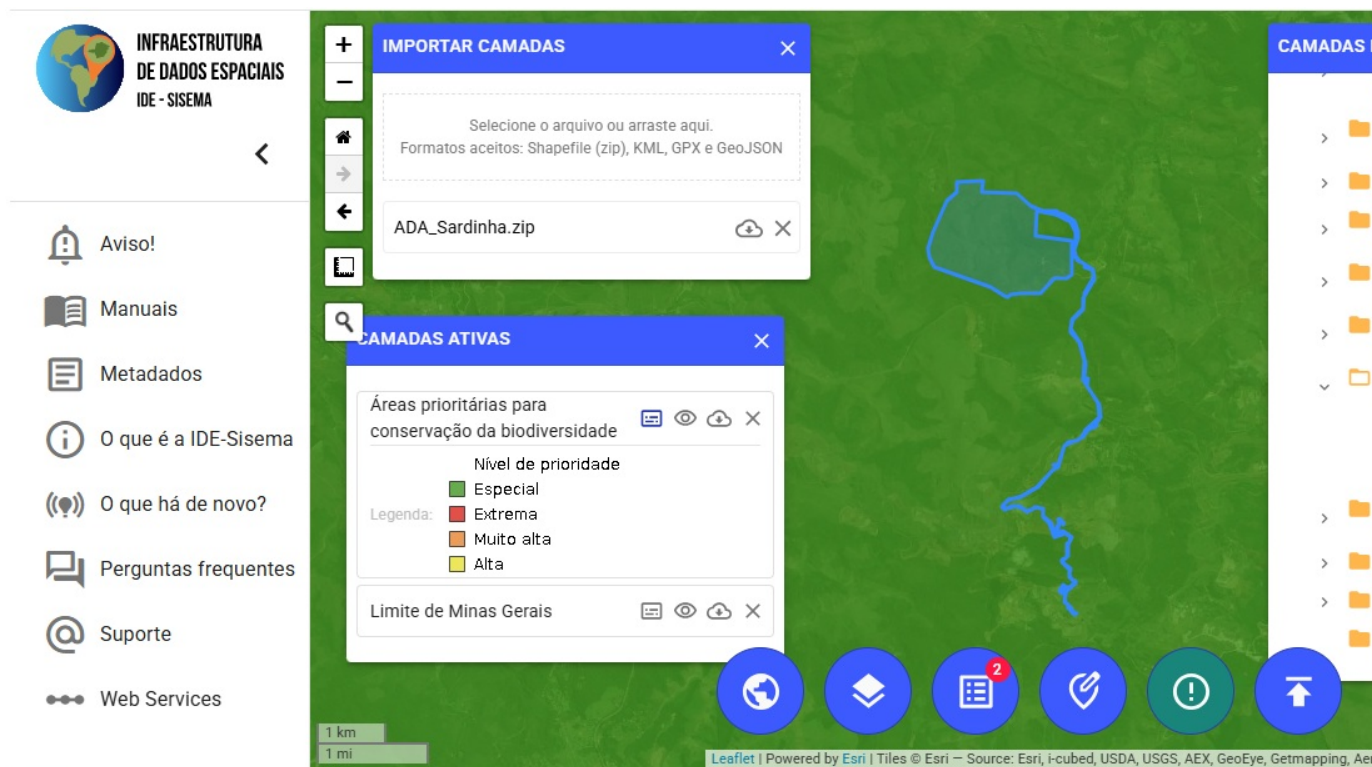 INFRAESTRUTURA
DE DADOS ESPACIAIS
IDE - SISEMA
Aviso!
Manuais
Metadados
O que é a IDE-Sisema
O que há de novo?
Perguntas frequentes
Suporte
Web Services
+
−
IMPORTAR CAMADAS
Selecione o arquivo ou arraste aqui.
Formatos aceitos: Shapefile (zip), KML, GPX e GeoJSON
ADA_Sardinha.zip
CAMADAS ATIVAS
Áreas prioritárias para
conservação da biodiversidade
Nível de prioridade
Legenda:
Especial
Extrema
Muito alta
Alta
Limite de Minas Gerais
CAMADAS
2
1 km
1 mi
Leaflet | Powered by Esri | Tiles © Esri — Source: Esri, i-cubed, USDA, USGS, AEX, GeoEye, Getmapping,